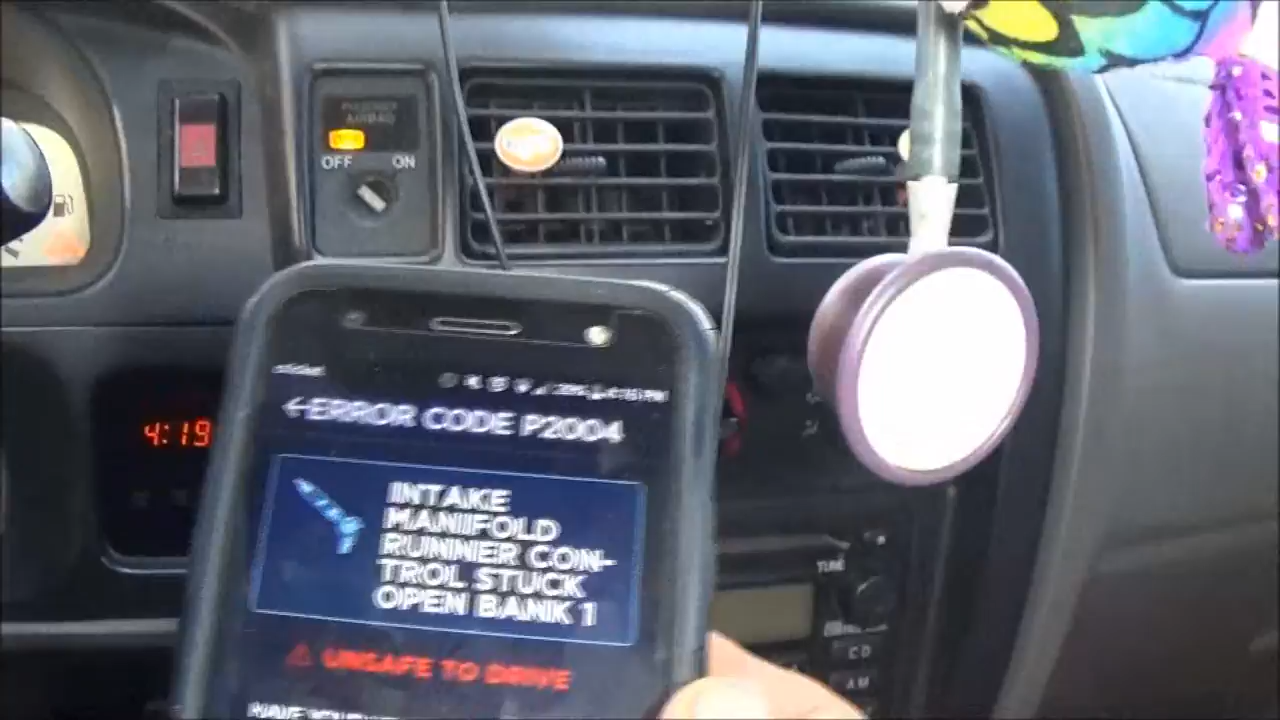 PASSENGER
AIRBAG
OFF ON
4:19
ERROR CODE P2004
INTAKE
MANIFOLD
RUNNER CON-
TROL STUCK
OPEN BANK 1
UNSAFE TO DRIVE
TUNE
CD
AM